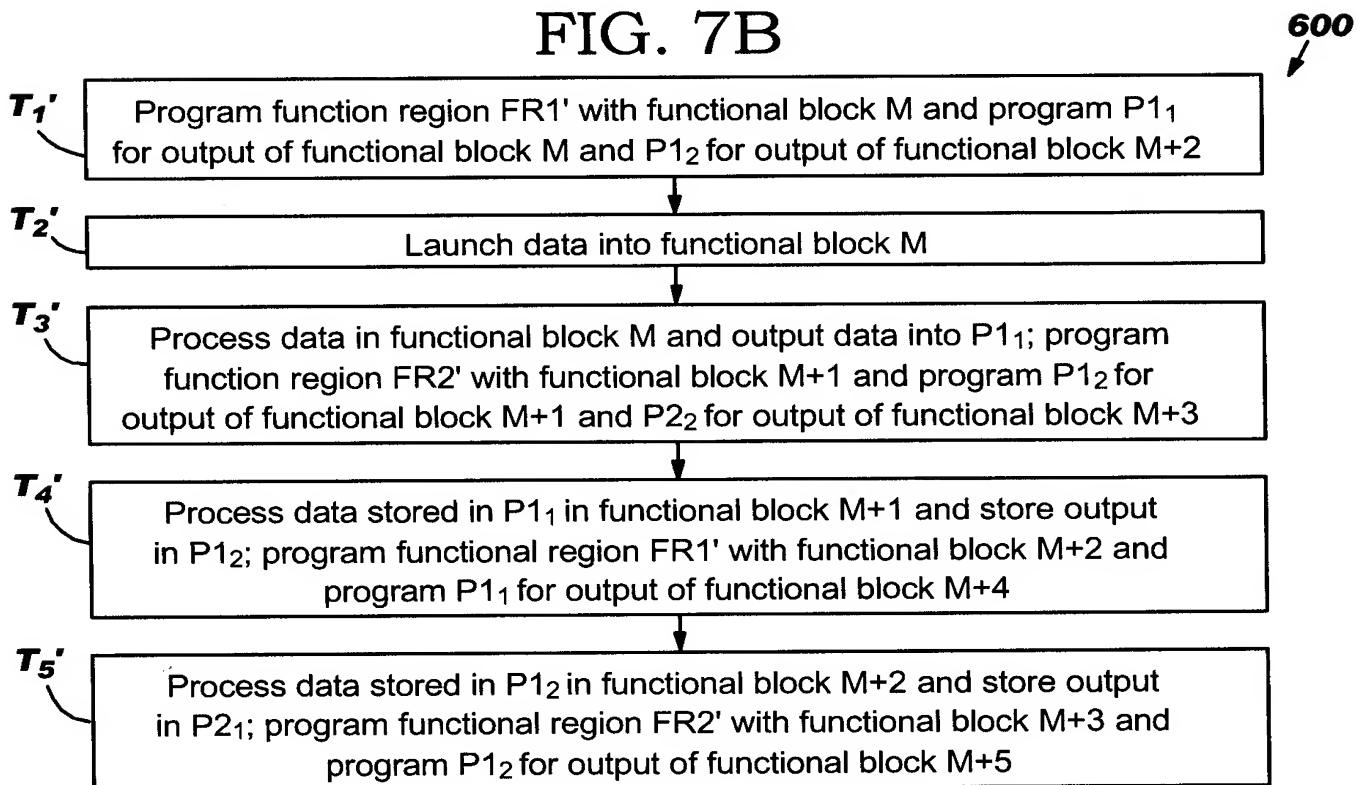 FIG. 7B
600
T₁'
Program function region FR1' with functional block M and program P1₁
for output of functional block M and P1₂ for output of functional block M+2
T₂'
Launch data into functional block M
T₃'
Process data in functional block M and output data into P1₁; program
function region FR2' with functional block M+1 and program P1₂ for
output of functional block M+1 and P2₂ for output of functional block M+3
T₄'
Process data stored in P1₁ in functional block M+1 and store output
in P1₂; program functional region FR1' with functional block M+2 and
program P1₁ for output of functional block M+4
T₅'
Process data stored in P1₂ in functional block M+2 and store output
in P2₁; program functional region FR2' with functional block M+3 and
program P1₂ for output of functional block M+5